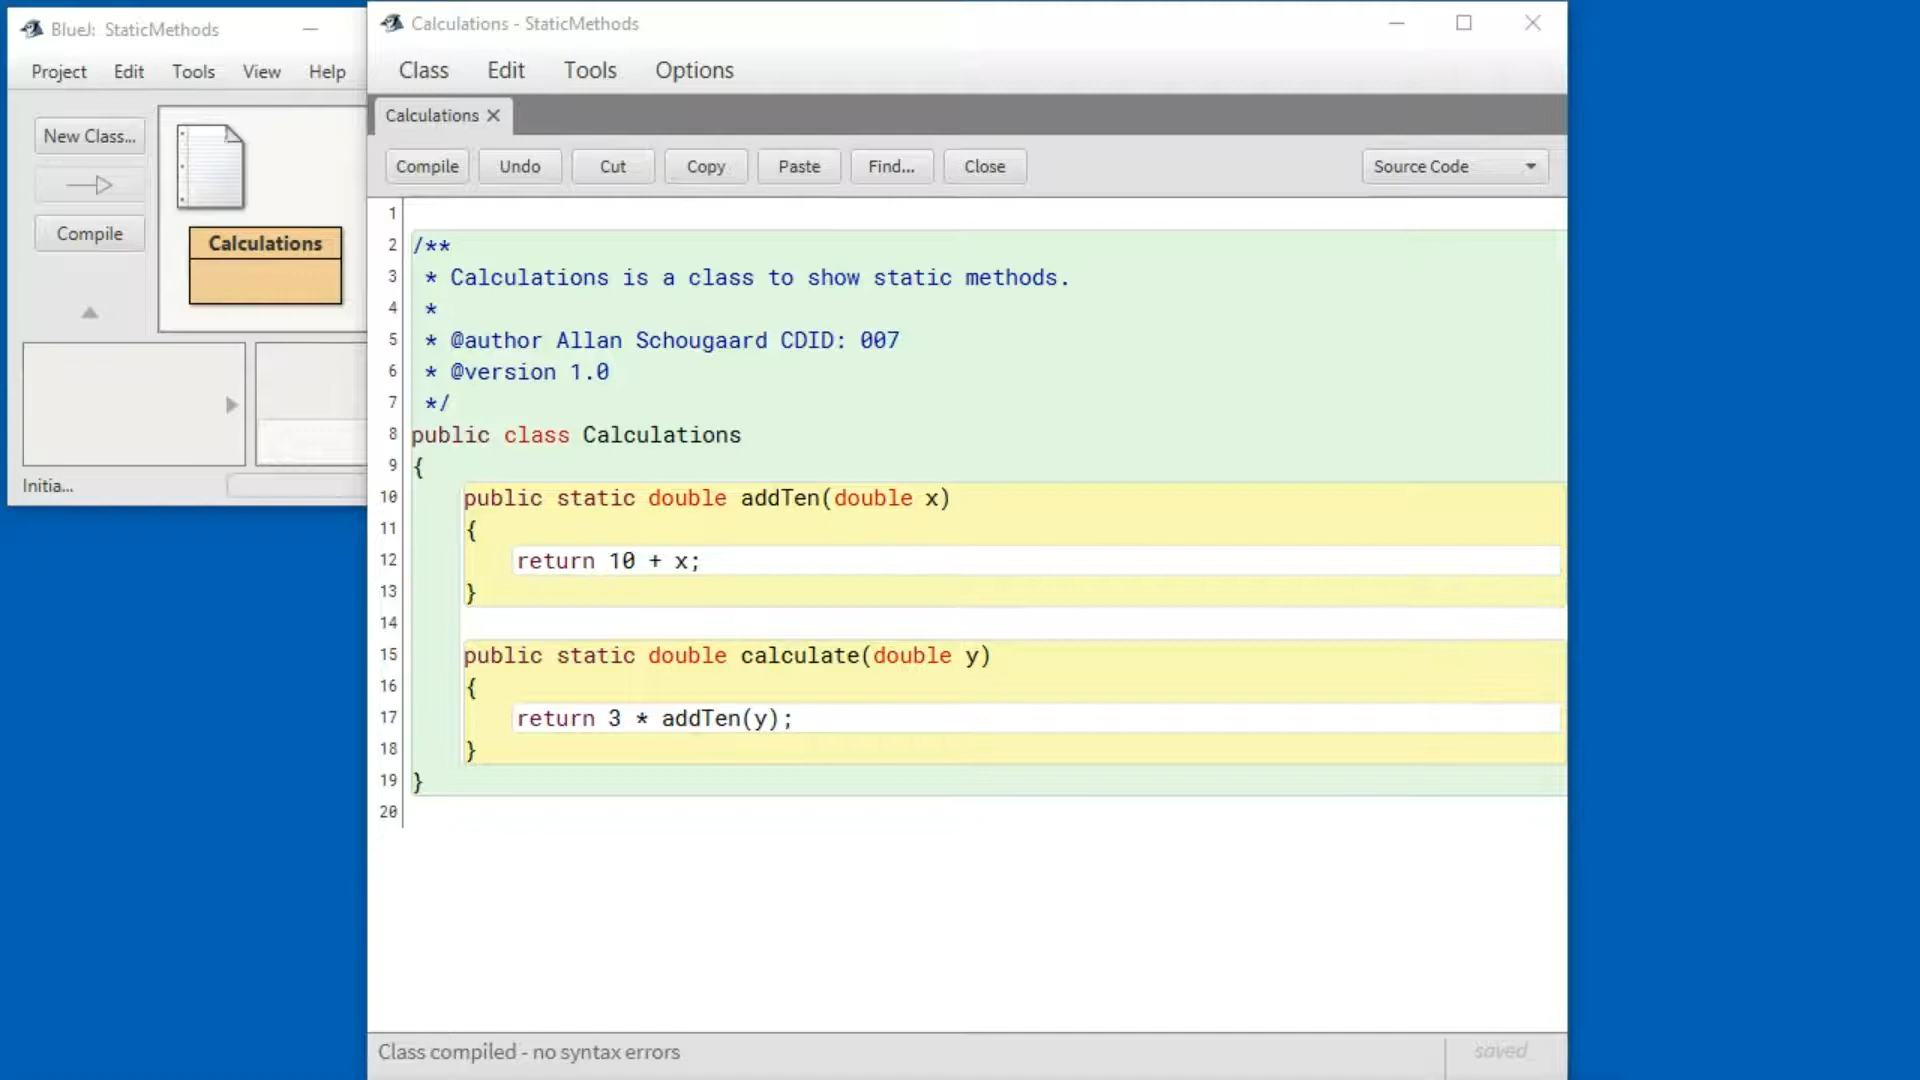 BlueJ: StaticMethods
Project Edit Tools View Help
New Class...
Compile
Calculations
Initia...
Calculations - StaticMethods
Class Edit Tools Options
Calculations
Compile Undo Cut Copy Paste Find... Close Source Code
1
2 /**
3 * Calculations is a class to show static methods.
4 *
5 * @author Allan Schougaard CDID: 007
6 * @version 1.0
7 */
8 public class Calculations
9 {
10 public static double addTen(double x)
11 {
12 return 10 + x;
13 }
14
15 public static double calculate(double y)
16 {
17 return 3 * addTen(y);
18 }
19 }
20
Class compiled - no syntax errors
saved